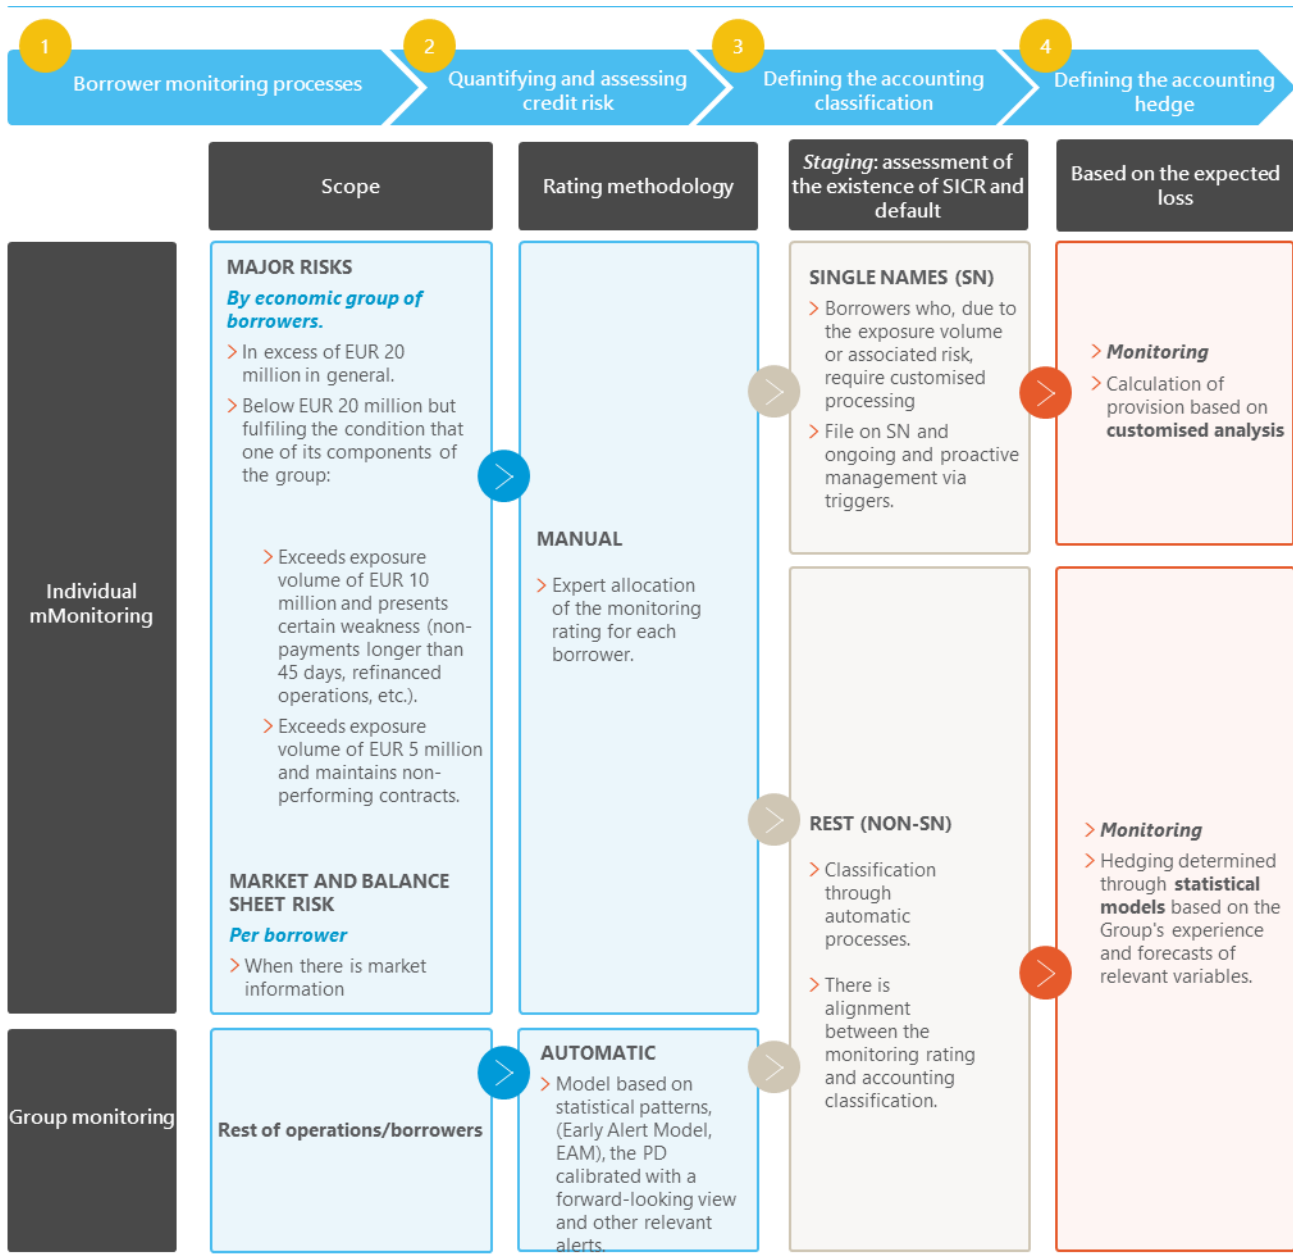 1
Borrower monitoring processes
2
Quantifying and assessing
credit risk
3
Defining the accounting
classification
4
Defining the accounting
hedge
Scope
Rating methodology
Staging: assessment of
the existence of SICR and
default
Based on the expected
loss
Individual
mMonitoring
MAJOR RISKS
By economic group of
borrowers.
In excess of EUR 20
million in general.
Below EUR 20 million but
fulfiling the condition that
one of its components of
the group:
Exceeds exposure
volume of EUR 10
million and presents
certain weakness (non-
payments longer than
45 days, refinanced
operations, etc.).
Exceeds exposure
volume of EUR 5 million
and maintains non-
performing contracts.
MARKET AND BALANCE
SHEET RISK
Per borrower
When there is market
information
MANUAL
Expert allocation
of the monitoring
rating for each
borrower.
SINGLE NAMES (SN)
Borrowers who, due to
the exposure volume
or associated risk,
require customised
processing
File on SN and
ongoing and proactive
management via
triggers.
Monitoring
Calculation of
provision based on
customised analysis
REST (NON-SN)
Classification
through
automatic
processes.
There is
alignment
between the
monitoring rating
and accounting
classification.
Monitoring
Hedging determined
through statistical
models based on the
Group's experience
and forecasts of
relevant variables.
Group monitoring
Rest of operations/borrowers
AUTOMATIC
Model based on
statistical patterns,
(Early Alert Model,
EAM), the PD
calibrated with a
forward-looking view
and other relevant
alerts.